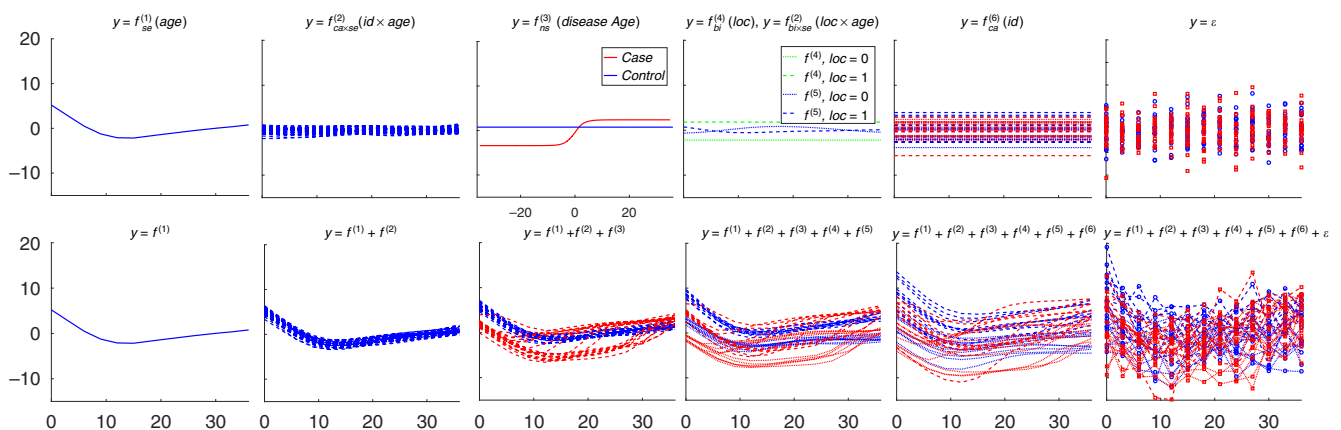 y = f_se^(1) (age)
y = f_ca×se^(2) (id × age)
y = f_ns^(3) (disease Age)
y = f_bi^(4) (loc), y = f_bi×se^(2) (loc × age)
y = f_ca^(6) (id)
y = ε
20
10
0
−10
Case
Control
f^(4), loc = 0
f^(4), loc = 1
f^(5), loc = 0
f^(5), loc = 1
−20 0 20
y = f^(1)
y = f^(1) + f^(2)
y = f^(1) + f^(2) + f^(3)
y = f^(1) + f^(2) + f^(3) + f^(4) + f^(5)
y = f^(1) + f^(2) + f^(3) + f^(4) + f^(5) + f^(6)
y = f^(1) + f^(2) + f^(3) + f^(4) + f^(5) + f^(6) + ε
20
10
0
−10
0 10 20 30
0 10 20 30
0 10 20 30
0 10 20 30
0 10 20 30
0 10 20 30